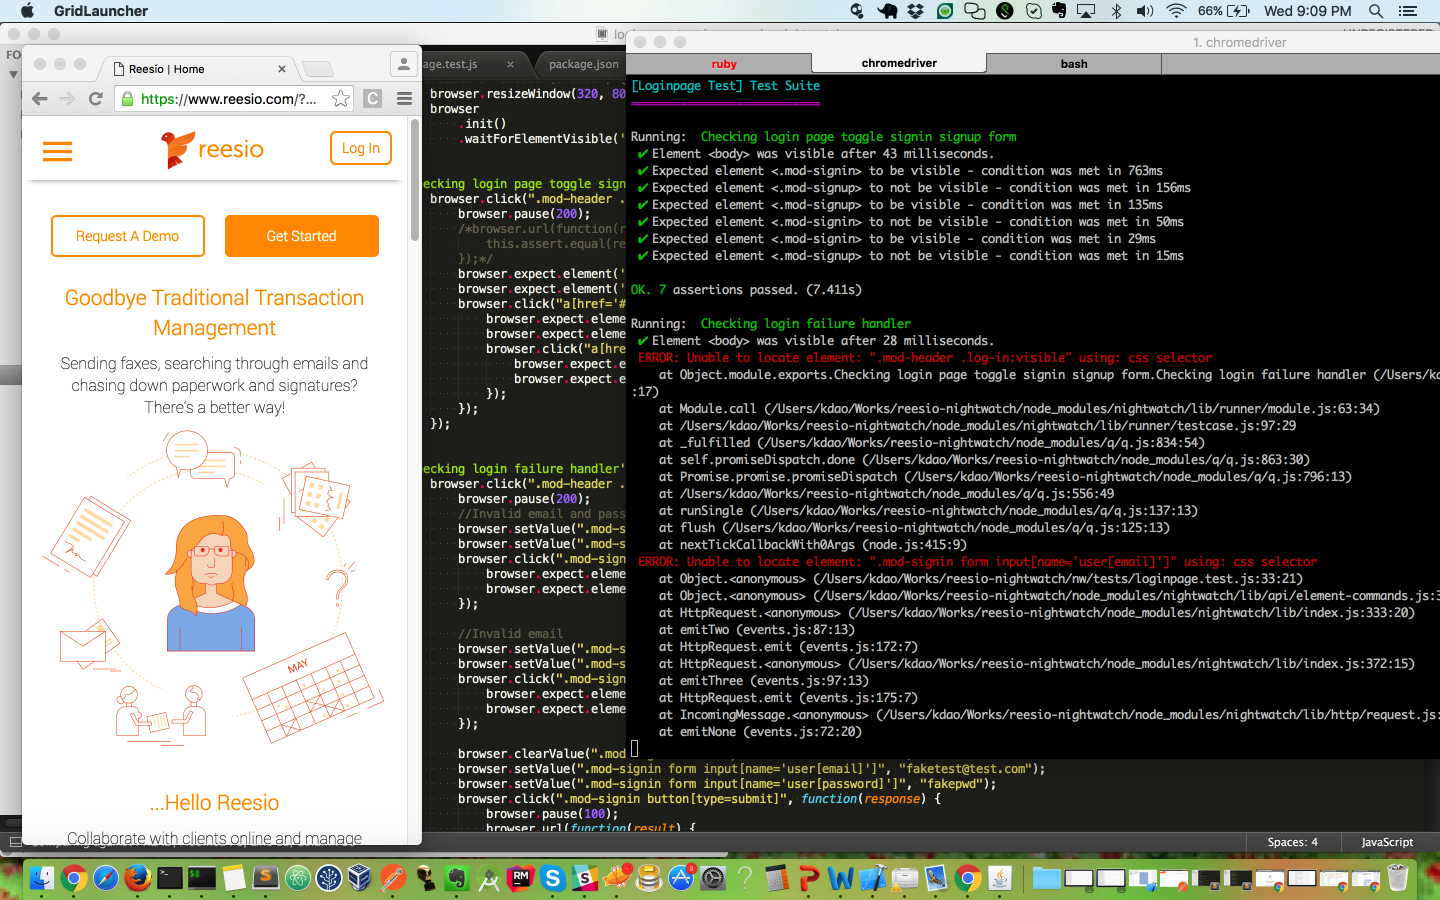 GridLauncher
66%
Wed 9:09 PM
Reesio | Home
https://www.reesio.com/?...
C
reesio
Log In
Request A Demo
Get Started
Goodbye Traditional Transaction
Management
Sending faxes, searching through emails and
chasing down paperwork and signatures?
There's a better way!
MAY
...Hello Reesio
Collaborate with clients online and manage
FO
age.test.js
package.json
browser.resizeWindow(320, 80
browser
.init()
.waitForElementVisible('
ecking login page toggle sign
browser.click(".mod-header .
browser.pause(200);
/*browser.url(function(r
this.assert.equal(re
});*/
browser.expect.element('
browser.expect.element('
browser.click("a[href='#
browser.expect.eleme
browser.expect.eleme
browser.click("a[hre
browser.expect.e
browser.expect.e
});
});
});
ecking login failure handler'
browser.click(".mod-header .
browser.pause(200);
//Invalid email and pass
browser.setValue(".mod-s
browser.setValue(".mod-s
browser.click(".mod-sign
browser.expect.eleme
browser.expect.eleme
});
//Invalid email
browser.setValue(".mod-s
browser.setValue(".mod-s
browser.click(".mod-sign
browser.expect.eleme
browser.expect.eleme
});
browser.clearValue(".mod
browser.setValue(".mod-signin form input[name='user[email]']", "faketest@test.com");
browser.setValue(".mod-signin form input[name='user[password]']", "fakepwd");
browser.click(".mod-signin button[type=submit]", function(response) {
browser.pause(100);
browser.url(function(result) {
Spaces: 4
JavaScript
1. chromedriver
ruby
chromedriver
bash
[Loginpage Test] Test Suite
===========================
Running:  Checking login page toggle signin signup form
✔ Element <body> was visible after 43 milliseconds.
✔ Expected element <.mod-signin> to be visible - condition was met in 763ms
✔ Expected element <.mod-signup> to not be visible - condition was met in 156ms
✔ Expected element <.mod-signup> to be visible - condition was met in 135ms
✔ Expected element <.mod-signin> to not be visible - condition was met in 50ms
✔ Expected element <.mod-signin> to be visible - condition was met in 29ms
✔ Expected element <.mod-signup> to not be visible - condition was met in 15ms
OK. 7 assertions passed. (7.411s)
Running:  Checking login failure handler
✔ Element <body> was visible after 28 milliseconds.
ERROR: Unable to locate element: ".mod-header .log-in:visible" using: css selector
at Object.module.exports.Checking login page toggle signin signup form.Checking login failure handler (/Users/kd
:17)
at Module.call (/Users/kdao/Works/reesio-nightwatch/node_modules/nightwatch/lib/runner/module.js:63:34)
at /Users/kdao/Works/reesio-nightwatch/node_modules/nightwatch/lib/runner/testcase.js:97:29
at _fulfilled (/Users/kdao/Works/reesio-nightwatch/node_modules/q/q.js:834:54)
at self.promiseDispatch.done (/Users/kdao/Works/reesio-nightwatch/node_modules/q/q.js:863:30)
at Promise.promise.promiseDispatch (/Users/kdao/Works/reesio-nightwatch/node_modules/q/q.js:796:13)
at /Users/kdao/Works/reesio-nightwatch/node_modules/q/q.js:556:49
at runSingle (/Users/kdao/Works/reesio-nightwatch/node_modules/q/q.js:137:13)
at flush (/Users/kdao/Works/reesio-nightwatch/node_modules/q/q.js:125:13)
at nextTickCallbackWith0Args (node.js:415:9)
ERROR: Unable to locate element: ".mod-signin form input[name='user[email]']" using: css selector
at Object.<anonymous> (/Users/kdao/Works/reesio-nightwatch/nw/tests/loginpage.test.js:33:21)
at Object.<anonymous> (/Users/kdao/Works/reesio-nightwatch/node_modules/nightwatch/lib/api/element-commands.js:3
at HttpRequest.<anonymous> (/Users/kdao/Works/reesio-nightwatch/node_modules/nightwatch/lib/index.js:333:20)
at emitTwo (events.js:87:13)
at HttpRequest.emit (events.js:172:7)
at HttpRequest.<anonymous> (/Users/kdao/Works/reesio-nightwatch/node_modules/nightwatch/lib/index.js:372:15)
at emitThree (events.js:97:13)
at HttpRequest.emit (events.js:175:7)
at IncomingMessage.<anonymous> (/Users/kdao/Works/reesio-nightwatch/node_modules/nightwatch/lib/http/request.js:
at emitNone (events.js:72:20)